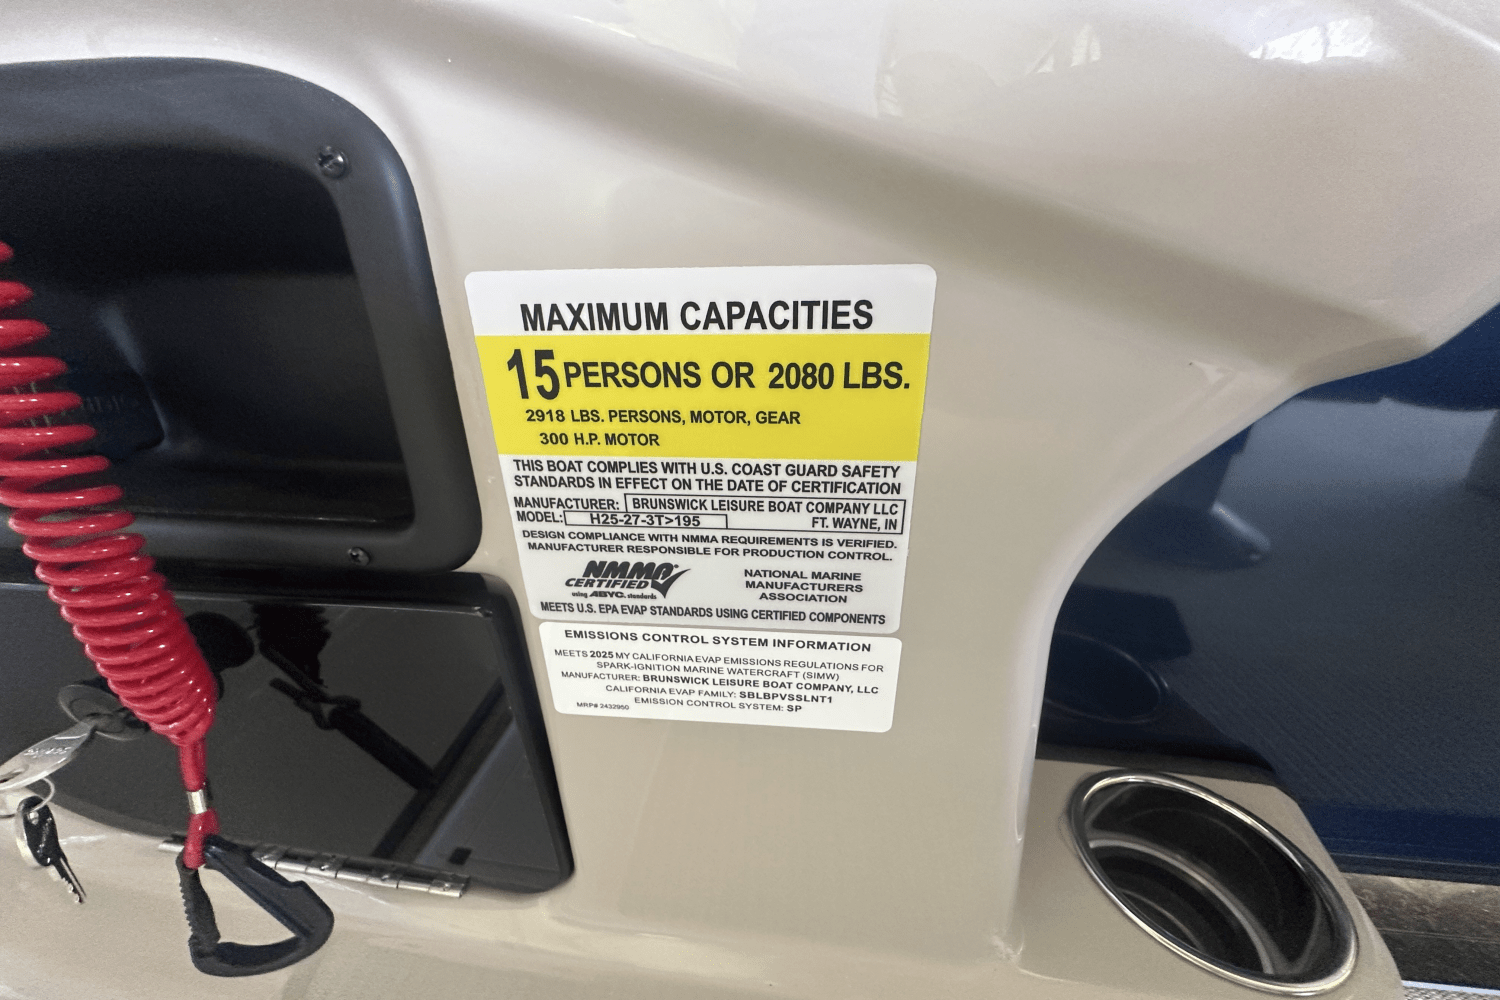 MAXIMUM CAPACITIES
15 PERSONS OR 2080 LBS.
2918 LBS. PERSONS, MOTOR, GEAR
300 H.P. MOTOR
THIS BOAT COMPLIES WITH U.S. COAST GUARD SAFETY
STANDARDS IN EFFECT ON THE DATE OF CERTIFICATION
MANUFACTURER: BRUNSWICK LEISURE BOAT COMPANY LLC
MODEL: H25-27-3T>195 FT. WAYNE, IN
DESIGN COMPLIANCE WITH NMMA REQUIREMENTS IS VERIFIED.
MANUFACTURER RESPONSIBLE FOR PRODUCTION CONTROL.
NMMA®
CERTIFIED
using ABYC. standards
NATIONAL MARINE
MANUFACTURERS
ASSOCIATION
MEETS U.S. EPA EVAP STANDARDS USING CERTIFIED COMPONENTS
EMISSIONS CONTROL SYSTEM INFORMATION
MEETS 2025 MY CALIFORNIA EVAP EMISSIONS REGULATIONS FOR
SPARK-IGNITION MARINE WATERCRAFT (SIMW)
MANUFACTURER: BRUNSWICK LEISURE BOAT COMPANY, LLC
CALIFORNIA EVAP FAMILY: SBLBPVSSLNT1
EMISSION CONTROL SYSTEM: SP
MRP# 2432950